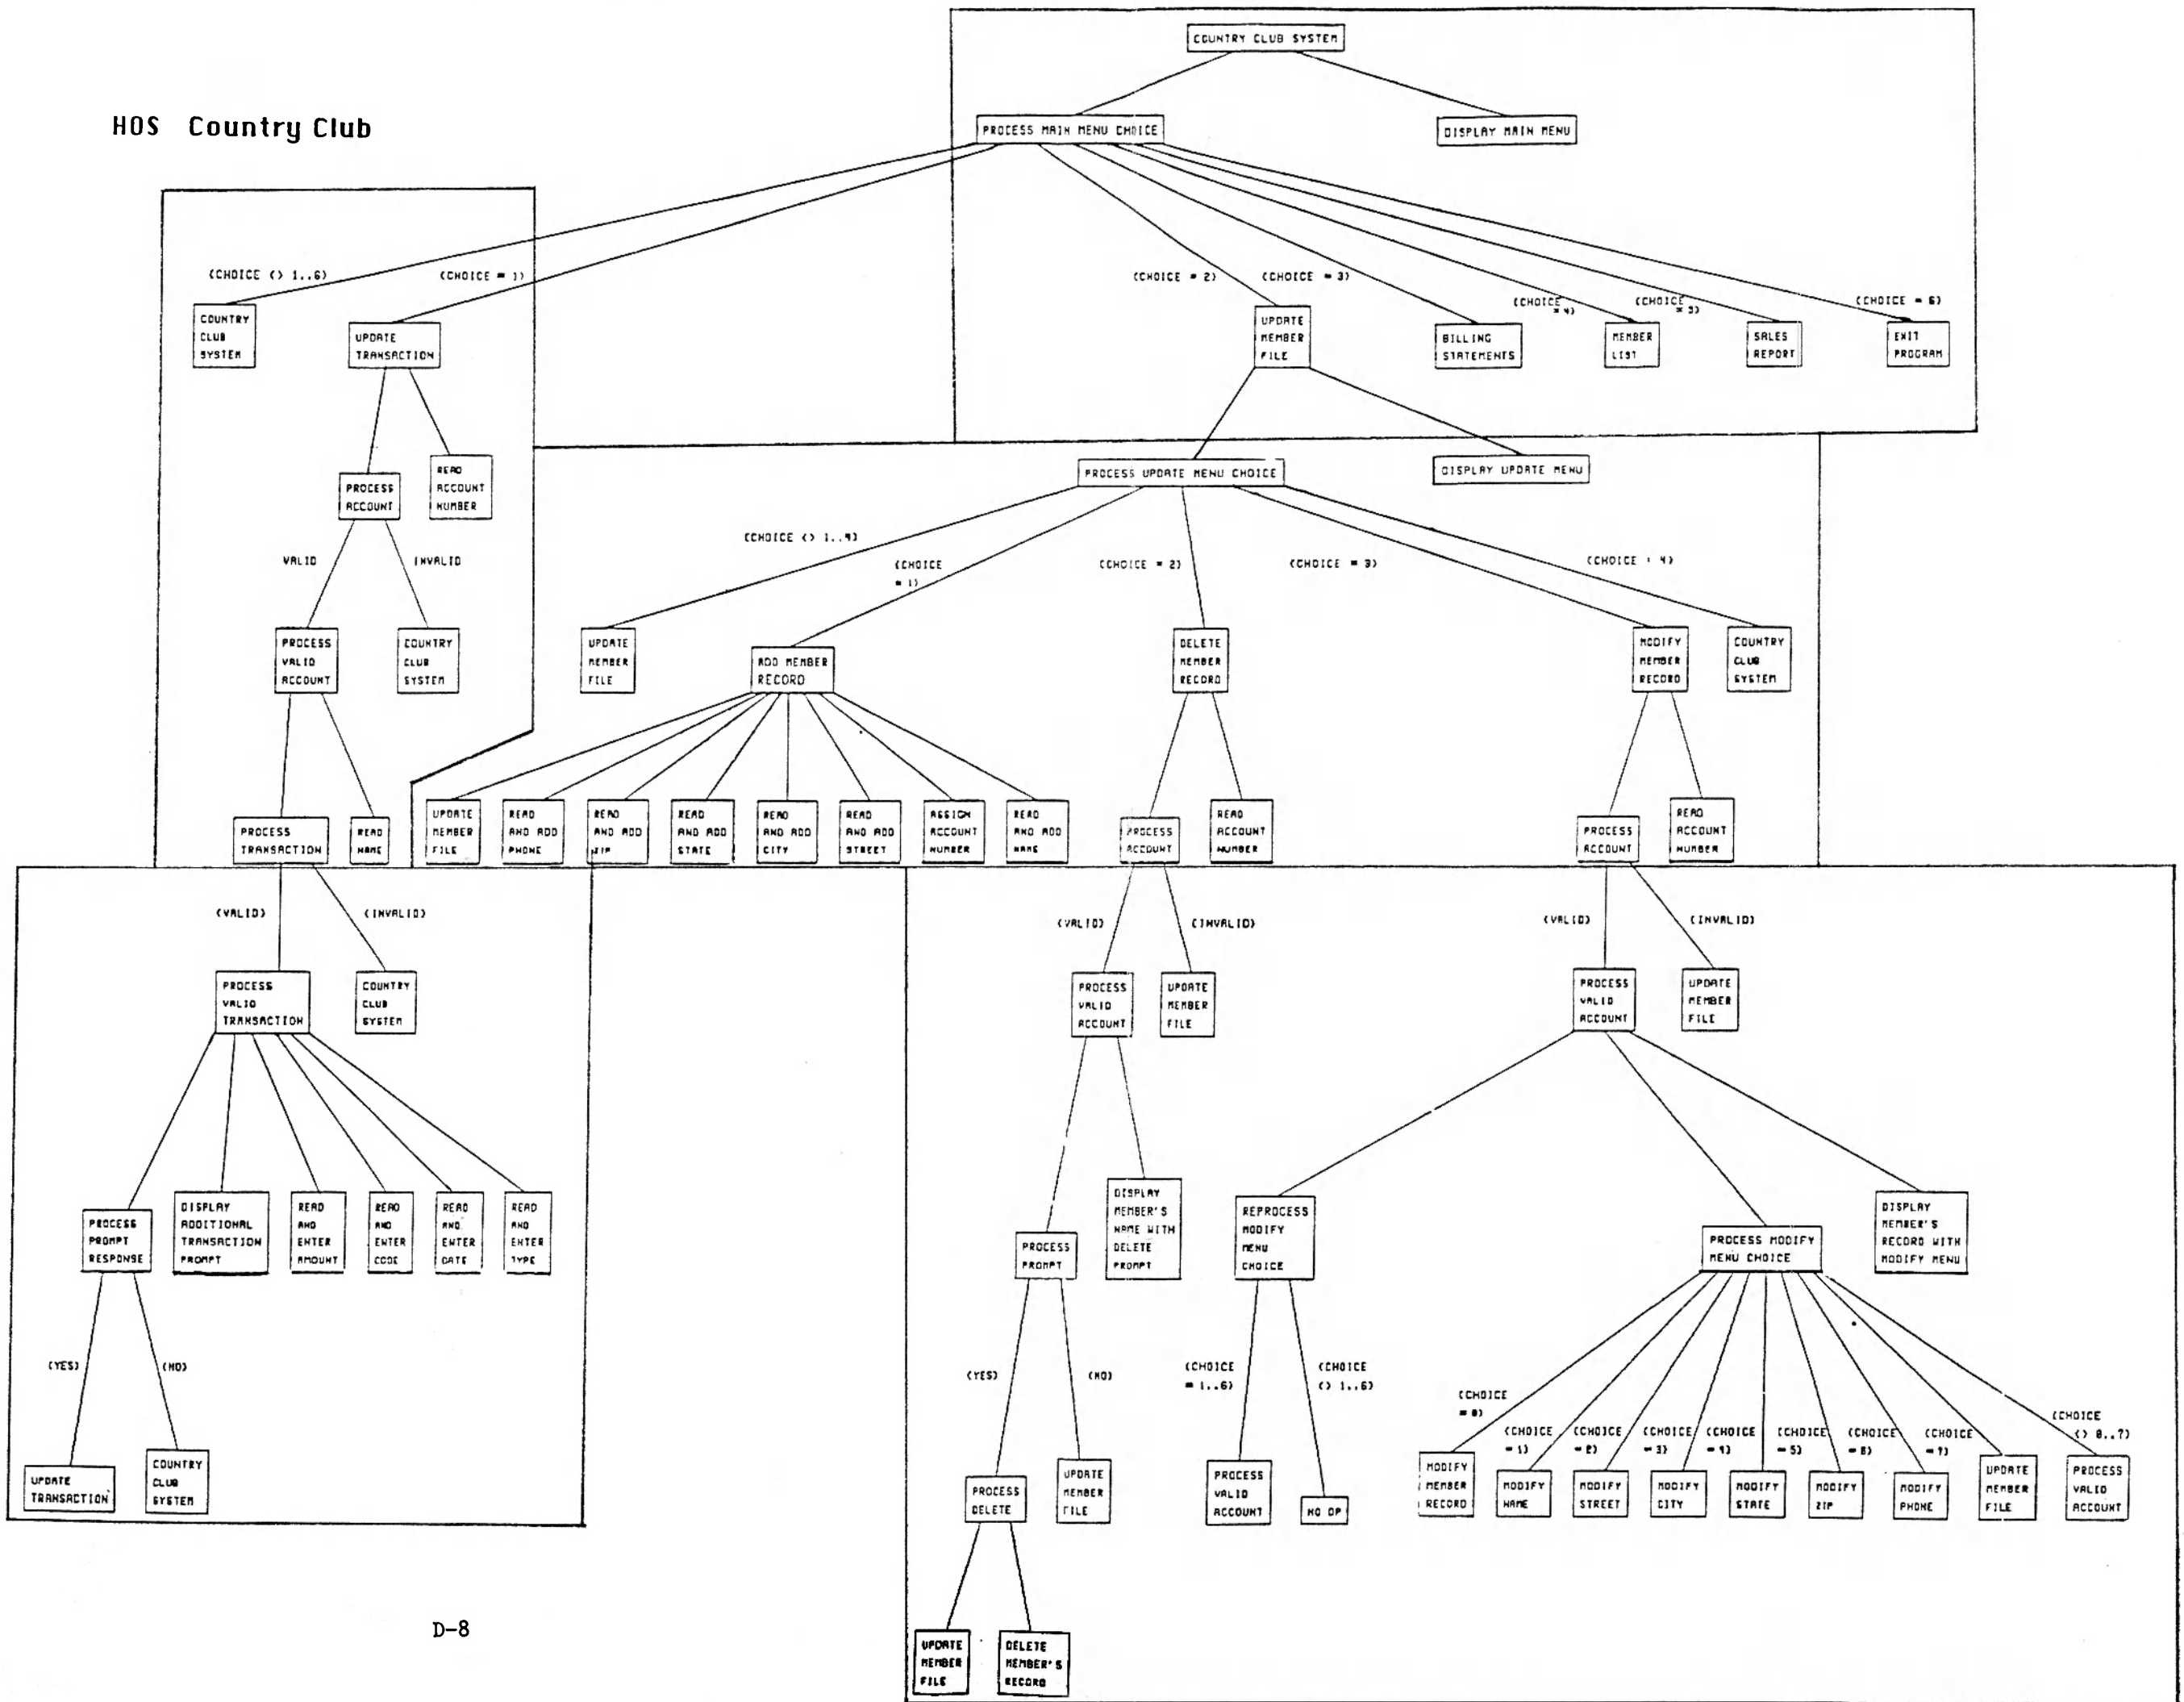 COUNTRY CLUB SYSTEM
HOS Country Club
PROCESS MAIN MENU CHOICE
DISPLAY MAIN MENU
(CHOICE <> 1..6)
(CHOICE = 1)
(CHOICE = 2)
(CHOICE = 3)
(CHOICE
= 4)
(CHOICE
= 5)
(CHOICE = 6)
COUNTRY
CLUB
SYSTEM
UPDATE
TRANSACTION
UPDATE
MEMBER
FILE
BILLING
STATEMENTS
MEMBER
LIST
SALES
REPORT
EXIT
PROGRAM
PROCESS
ACCOUNT
READ
ACCOUNT
NUMBER
PROCESS UPDATE MENU CHOICE
DISPLAY UPDATE MENU
VALID
INVALID
(CHOICE <> 1..4)
(CHOICE
= 1)
(CHOICE = 2)
(CHOICE = 3)
(CHOICE = 4)
PROCESS
VALID
ACCOUNT
COUNTRY
CLUB
SYSTEM
UPDATE
MEMBER
FILE
ADD MEMBER
RECORD
DELETE
MEMBER
RECORD
MODIFY
MEMBER
RECORD
COUNTRY
CLUB
SYSTEM
PROCESS
TRANSACTION
READ
NAME
UPDATE
MEMBER
FILE
READ
AND ADD
PHONE
READ
AND ADD
ZIP
READ
AND ADD
STATE
READ
AND ADD
CITY
READ
AND ADD
STREET
ASSIGN
ACCOUNT
NUMBER
READ
AND ADD
NAME
PROCESS
ACCOUNT
READ
ACCOUNT
NUMBER
PROCESS
ACCOUNT
READ
ACCOUNT
NUMBER
(VALID)
(INVALID)
(VALID)
(INVALID)
(VALID)
(INVALID)
PROCESS
VALID
TRANSACTION
COUNTRY
CLUB
SYSTEM
PROCESS
VALID
ACCOUNT
UPDATE
MEMBER
FILE
PROCESS
VALID
ACCOUNT
UPDATE
MEMBER
FILE
PROCESS
PROMPT
RESPONSE
DISPLAY
ADDITIONAL
TRANSACTION
PROMPT
READ
AND
ENTER
AMOUNT
READ
AND
ENTER
CODE
READ
AND
ENTER
DATE
READ
AND
ENTER
TYPE
PROCESS
PROMPT
DISPLAY
MEMBER'S
NAME WITH
DELETE
PROMPT
REPROCESS
MODIFY
MENU
CHOICE
PROCESS MODIFY
MENU CHOICE
DISPLAY
MEMBER'S
RECORD WITH
MODIFY MENU
(YES)
(NO)
(YES)
(NO)
(CHOICE
= 1..6)
(CHOICE
<> 1..6)
(CHOICE
= 0)
(CHOICE
= 1)
(CHOICE
= 2)
(CHOICE
= 3)
(CHOICE
= 4)
(CHOICE
= 5)
(CHOICE
= 6)
(CHOICE
= 7)
(CHOICE
<> 0..7)
UPDATE
TRANSACTION
COUNTRY
CLUB
SYSTEM
PROCESS
DELETE
UPDATE
MEMBER
FILE
PROCESS
VALID
ACCOUNT
NO OP
MODIFY
MEMBER
RECORD
MODIFY
NAME
MODIFY
STREET
MODIFY
CITY
MODIFY
STATE
MODIFY
ZIP
MODIFY
PHONE
UPDATE
MEMBER
FILE
PROCESS
VALID
ACCOUNT
UPDATE
MEMBER
FILE
DELETE
MEMBER'S
RECORD
D-8